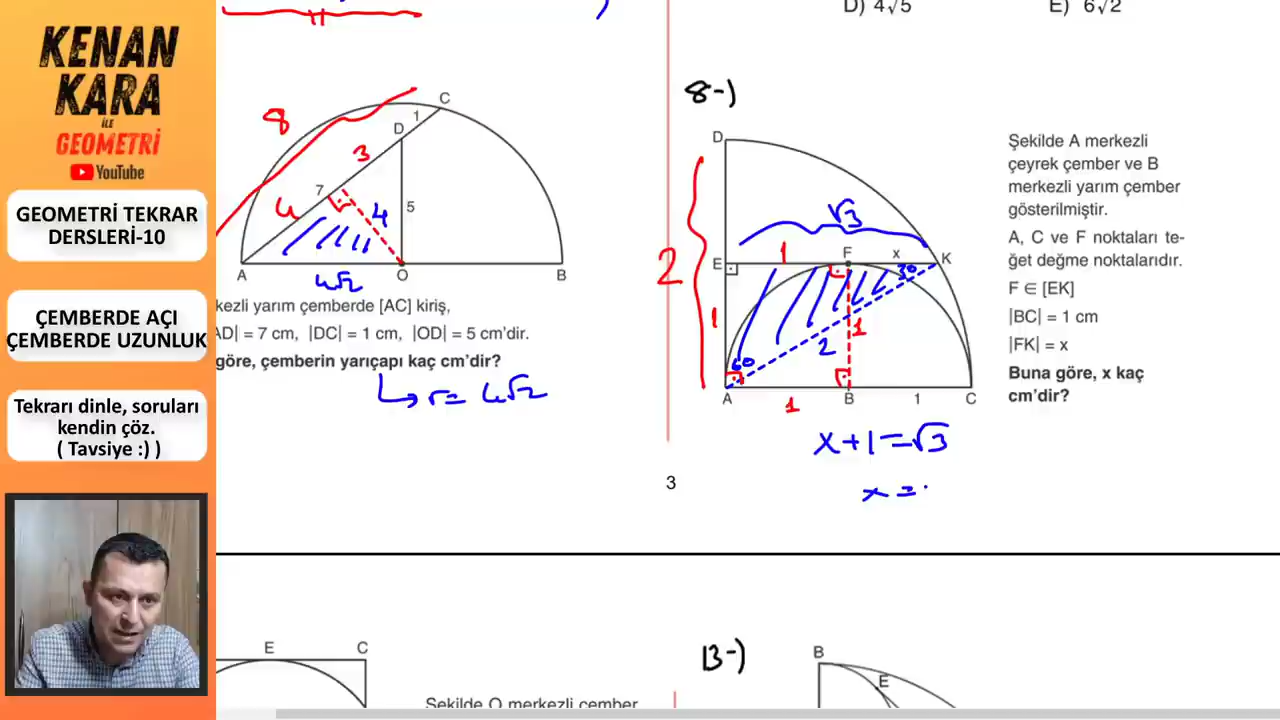 KENAN
KARA
İLE
GEOMETRİ
YouTube
GEOMETRİ TEKRAR
DERSLERİ-10
ÇEMBERDE AÇI
ÇEMBERDE UZUNLUK
Tekrarı dinle, soruları
kendin çöz.
( Tavsiye :) )
8
C
1
D
3
7
4
4
5
A
O
B
4√2
kezli yarım çemberde [AC] kiriş,
AD| = 7 cm, |DC| = 1 cm, |OD| = 5 cm'dir.
göre, çemberin yarıçapı kaç cm'dir?
r = 4√2
D) 4√5
E) 6√2
8-)
D
√3
2
1
F
x
K
E
30
1
1
2
60
A
B
1
C
1
x+1=√3
x=
Şekilde A merkezli
çeyrek çember ve B
merkezli yarım çember
gösterilmiştir.
A, C ve F noktaları te-
ğet değme noktalarıdır.
F ∈ [EK]
|BC| = 1 cm
|FK| = x
Buna göre, x kaç
cm'dir?
3
E
C
Şekilde O merkezli çember
13-)
B
E